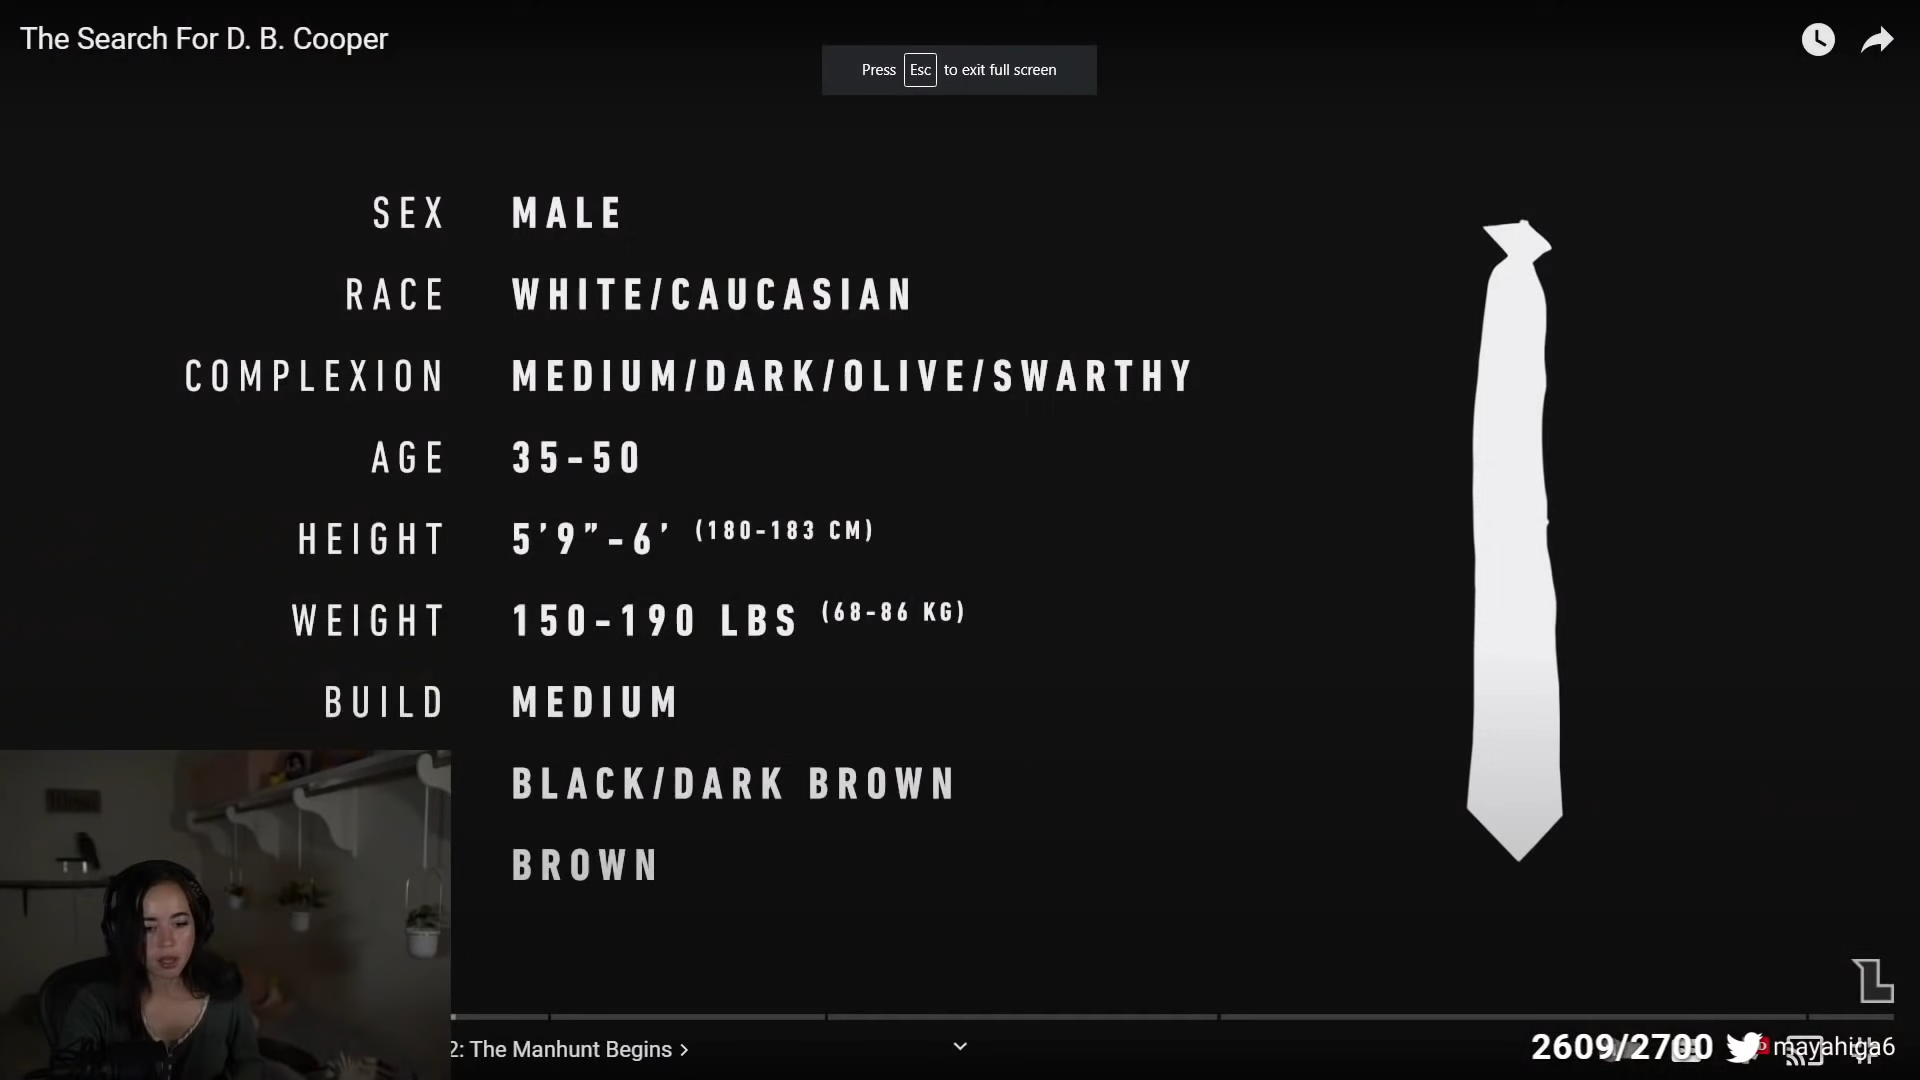 The Search For D. B. Cooper
Press Esc to exit full screen
SEX MALE
RACE WHITE/CAUCASIAN
COMPLEXION MEDIUM/DARK/OLIVE/SWARTHY
AGE 35-50
HEIGHT 5'9"-6' (180-183 CM)
WEIGHT 150-190 LBS (68-86 KG)
BUILD MEDIUM
BLACK/DARK BROWN
BROWN
2: The Manhunt Begins >
2609/2700 mayahiga6